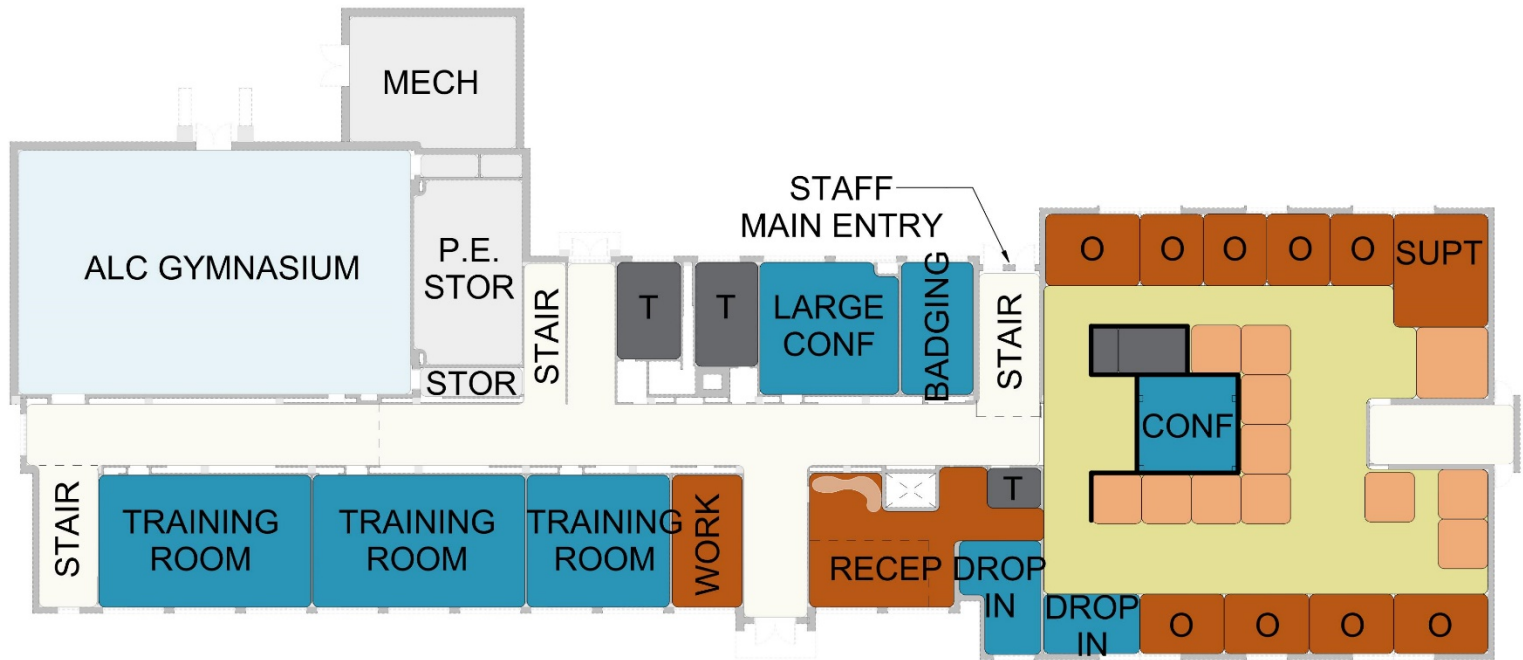 MECH
STAFF
MAIN ENTRY
ALC GYMNASIUM
P.E.
STOR
STOR
STAIR
T
T
LARGE
CONF
BADGING
STAIR
O
O
O
O
O
SUPT
CONF
STAIR
TRAINING
ROOM
TRAINING
ROOM
TRAINING
ROOM
WORK
RECEP
T
DROP
IN
DROP
IN
O
O
O
O